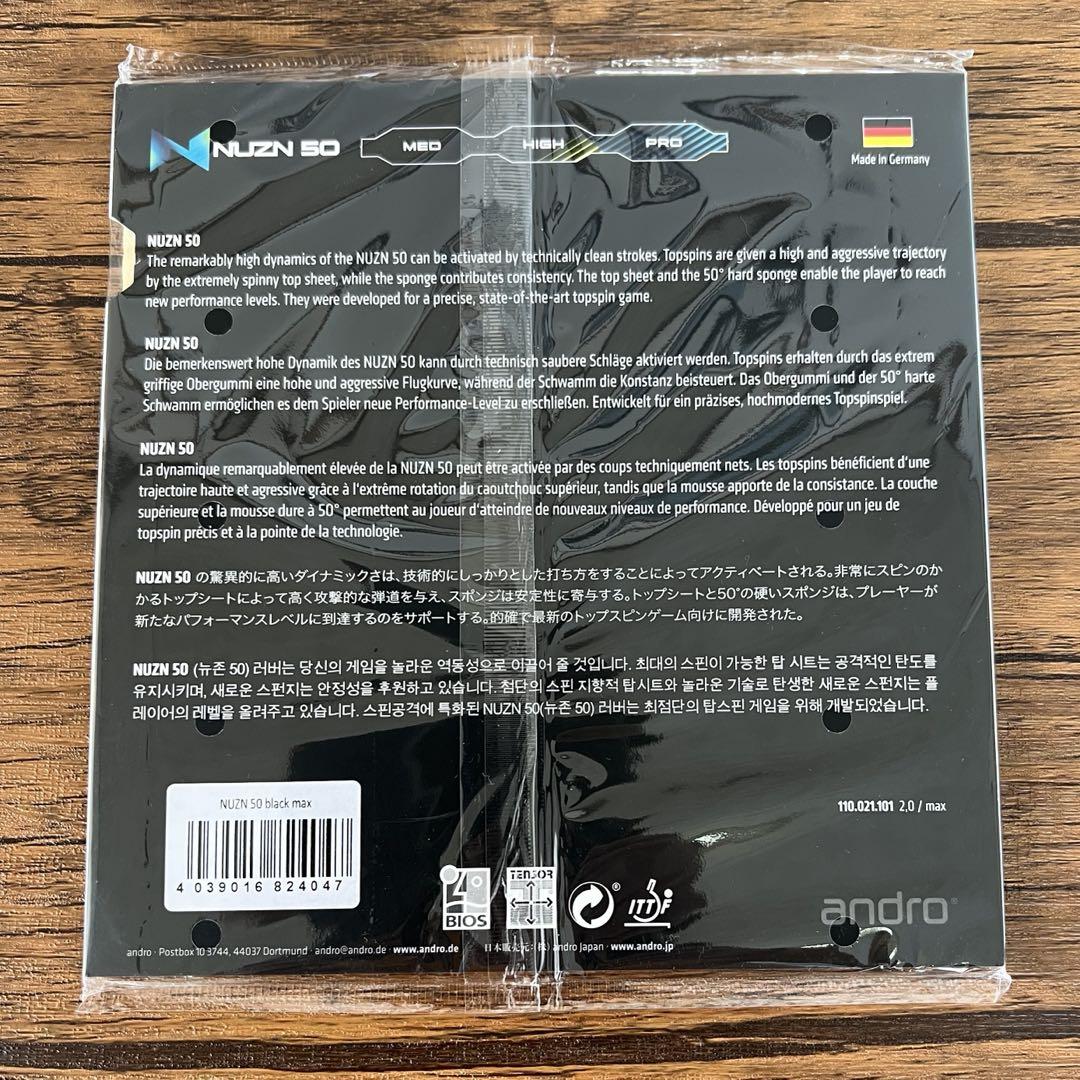 NUZN 50 MED HIGH PRO
Made in Germany
NUZN 50
The remarkably high dynamics of the NUZN 50 can be activated by technically clean strokes. Topspins are given a high and aggressive trajectory
by the extremely spinny top sheet, while the sponge contributes consistency. The top sheet and the 50° hard sponge enable the player to reach
new performance levels. They were developed for a precise, state-of-the-art topspin game.
NUZN 50
Die bemerkenswert hohe Dynamik des NUZN 50 kann durch technisch saubere Schläge aktiviert werden. Topspins erhalten durch das extrem
griffige Obergummi eine hohe und aggressive Flugkurve, während der Schwamm die Konstanz beisteuert. Das Obergummi und der 50° harte
Schwamm ermöglichen es dem Spieler neue Performance-Level zu erschließen. Entwickelt für ein präzises, hochmodernes Topspinspiel.
NUZN 50
La dynamique remarquablement élevée de la NUZN 50 peut être activée par des coups techniquement nets. Les topspins bénéficient d'une
trajectoire haute et agressive grâce à l'extrême rotation du caoutchouc supérieur, tandis que la mousse apporte de la consistance. La couche
supérieure et la mousse dure à 50° permettent au joueur d'atteindre de nouveaux niveaux de performance. Développé pour un jeu de
topspin précis et à la pointe de la technologie.
NUZN 50 の驚異的に高いダイナミックさは、技術的にしっかりとした打ち方をすることによってアクティベートされる。非常にスピンのか
かるトップシートによって高く攻撃的な弾道を与え、スポンジは安定性に寄与する。トップシートと50°の硬いスポンジは、プレーヤーが
新たなパフォーマンスレベルに到達するのをサポートする。的確で最新のトップスピンゲーム向けに開発された。
NUZN 50 (뉴존 50) 러버는 당신의 게임을 놀라운 역동성으로 이끌어 줄 것입니다. 최대의 스핀이 가능한 탑 시트는 공격적인 탄도를
유지시키며, 새로운 스펀지는 안정성을 후원하고 있습니다. 첨단의 스핀 지향적 탑시트와 놀라운 기술로 탄생한 새로운 스펀지는 플
레이어의 레벨을 올려주고 있습니다. 스핀공격에 특화된 NUZN 50(뉴존 50) 러버는 최첨단의 탑스핀 게임을 위해 개발되었습니다.
NUZN 50 black max
110.021.101 2,0 / max
4 039016 824047
BIOS TENSOR ® ITTF
andro®
andro · Postbox 10 3744, 44037 Dortmund · andro@andro.de · www.andro.de 日本販売元:(株) andro Japan · www.andro.jp